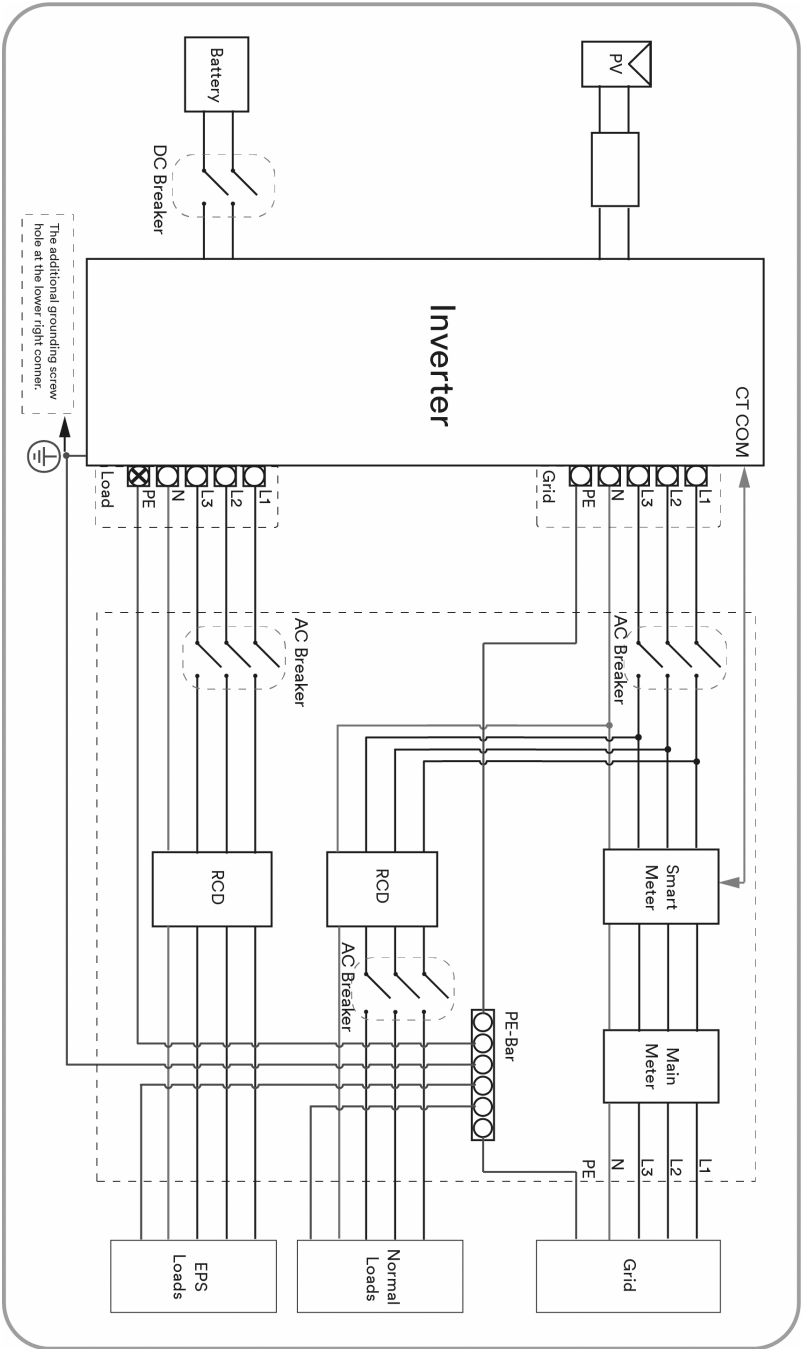 PV
Battery
DC Breaker
The additional grounding screw
hole at the lower right conner.
Inverter
CT COM
Load
PE
N
L3
L2
L1
Grid
PE
N
L3
L2
L1
AC Breaker
AC Breaker
RCD
RCD
Smart
Meter
AC Breaker
PE-Bar
Main
Meter
PE
N
L3
L2
L1
EPS
Loads
Normal
Loads
Grid